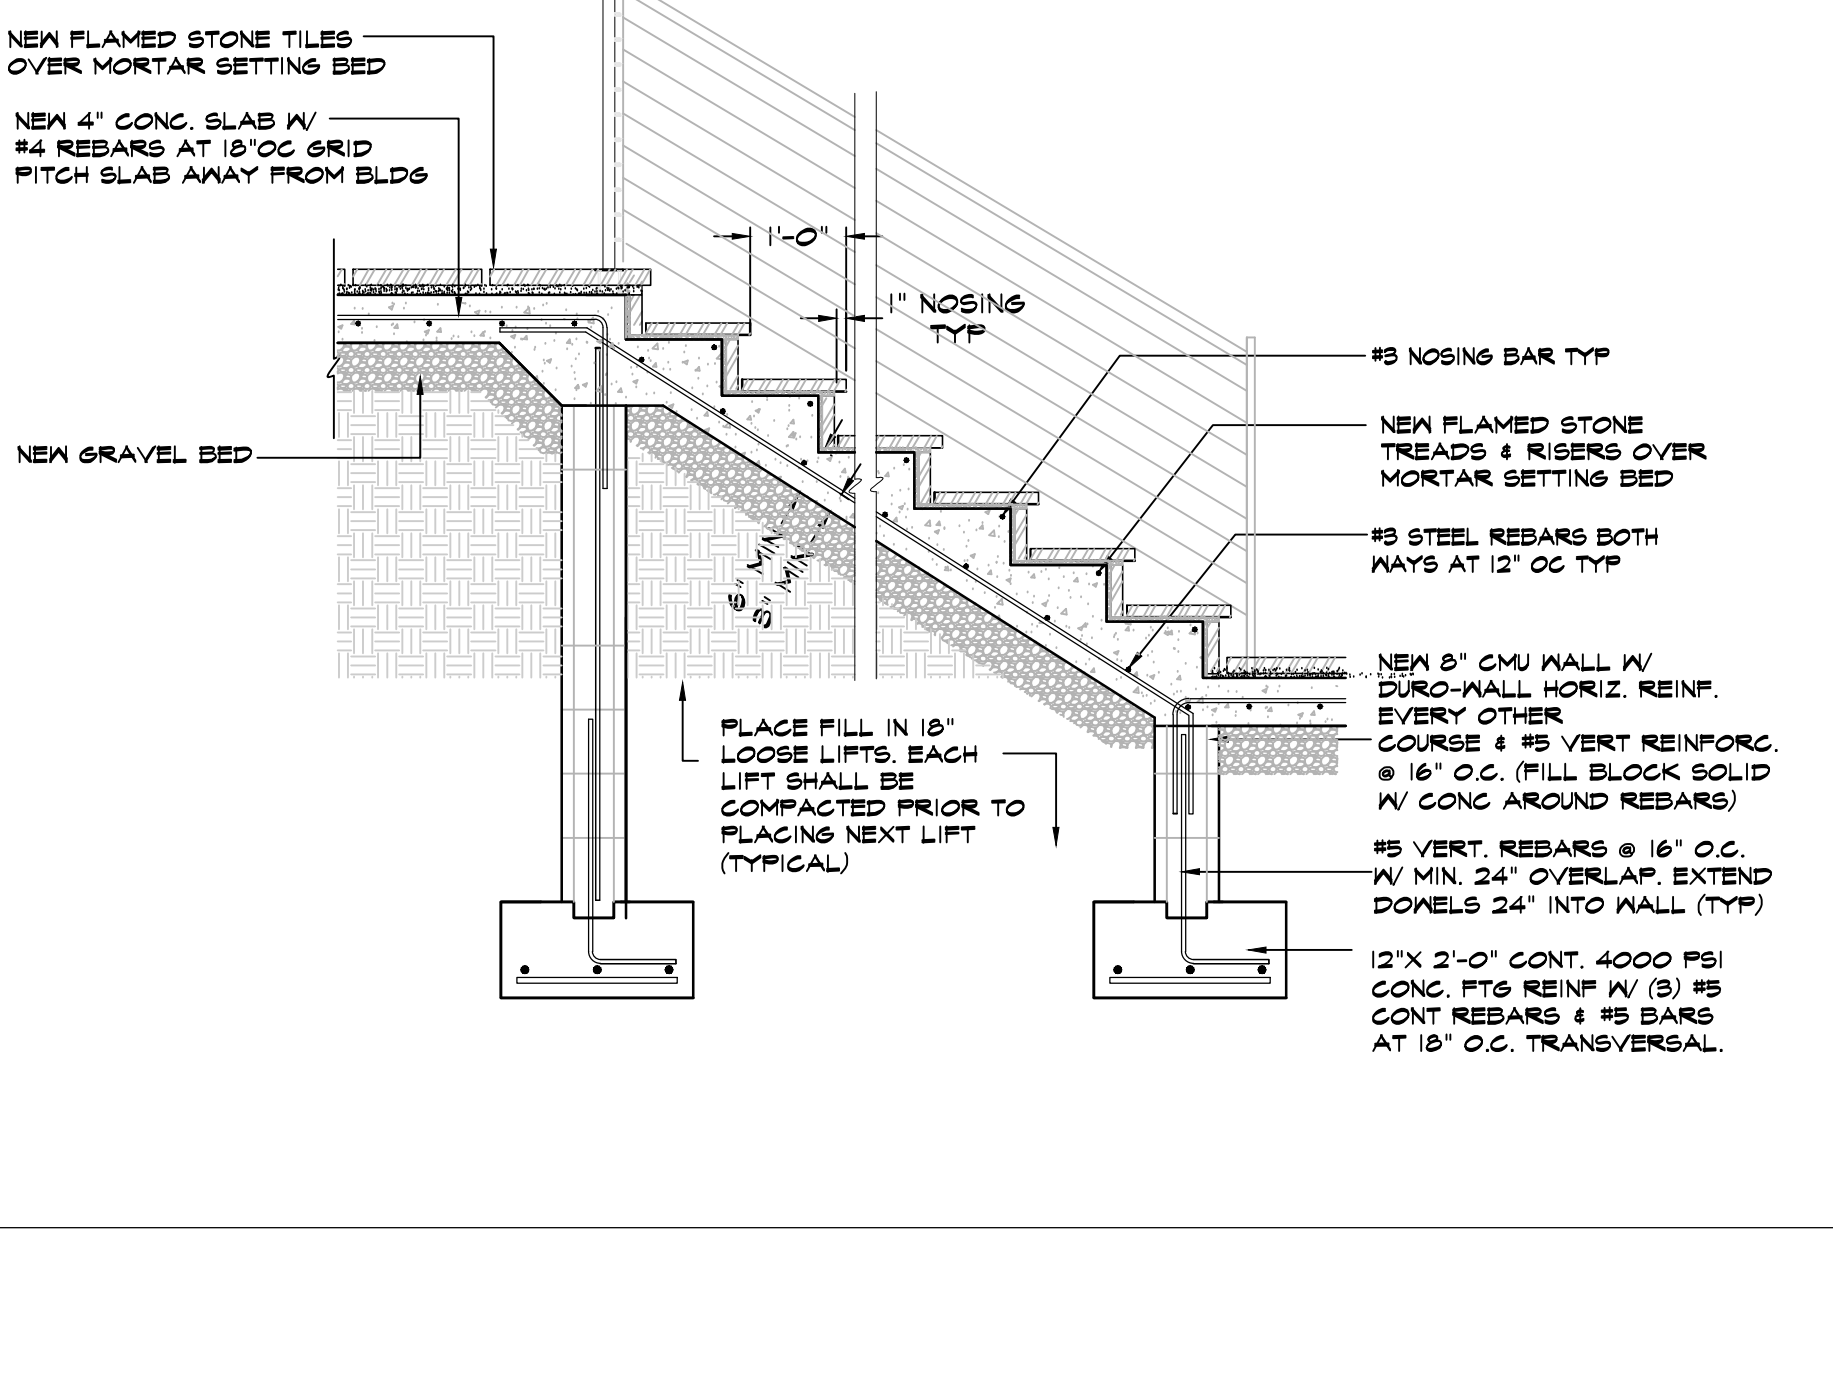 NEW FLAMED STONE TILES
OVER MORTAR SETTING BED
NEW 4" CONC. SLAB W/
#4 REBARS AT 18"OC GRID
PITCH SLAB AWAY FROM BLDG
NEW GRAVEL BED
1'-0"
1" NOSING
TYP
6" MIN
5" MIN
PLACE FILL IN 18"
LOOSE LIFTS. EACH
LIFT SHALL BE
COMPACTED PRIOR TO
PLACING NEXT LIFT
(TYPICAL)
#3 NOSING BAR TYP
NEW FLAMED STONE
TREADS & RISERS OVER
MORTAR SETTING BED
#3 STEEL REBARS BOTH
WAYS AT 12" OC TYP
NEW 8" CMU WALL W/
DURO-WALL HORIZ. REINF.
EVERY OTHER
COURSE & #5 VERT REINFORC.
@ 16" O.C. (FILL BLOCK SOLID
W/ CONC AROUND REBARS)
#5 VERT. REBARS @ 16" O.C.
W/ MIN. 24" OVERLAP. EXTEND
DOWELS 24" INTO WALL (TYP)
12"X 2'-0" CONT. 4000 PSI
CONC. FTG REINF W/ (3) #5
CONT REBARS & #5 BARS
AT 18" O.C. TRANSVERSAL.